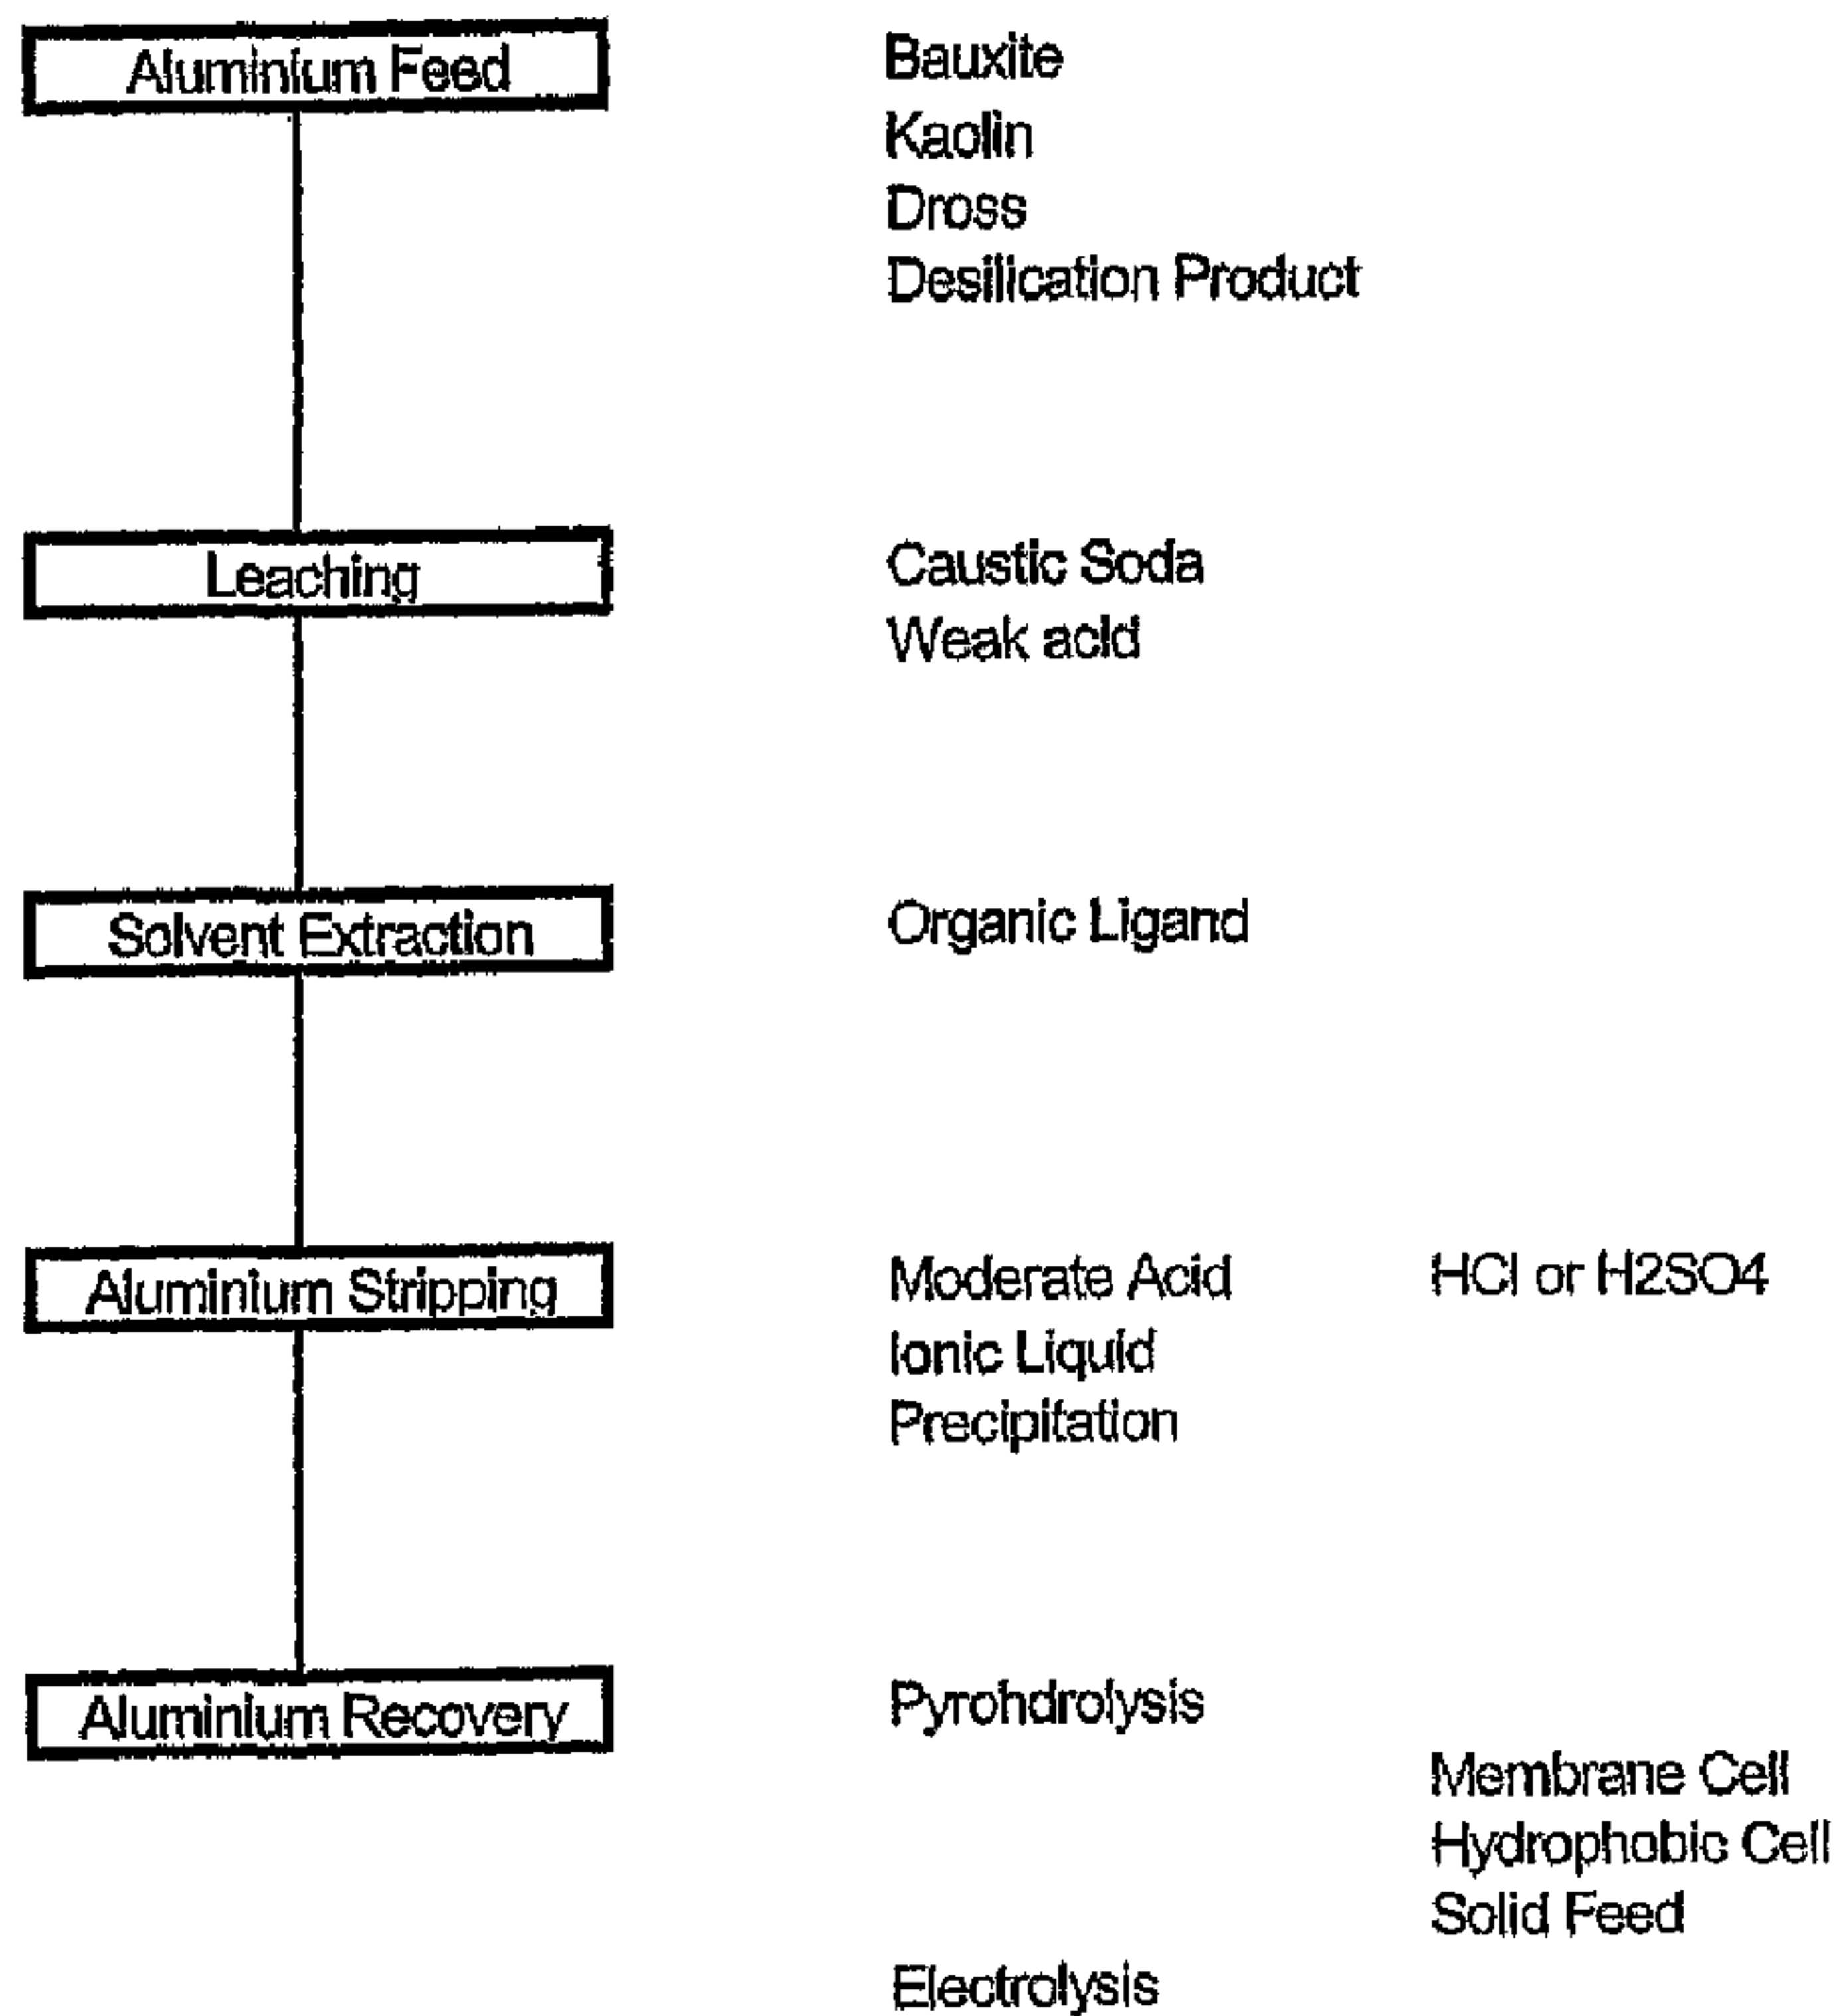 Aluminium Feed Bauxite
Kaolin
Dross
Desilication Product
Leaching Caustic Soda
Weak acid
Solvent Extraction Organic Ligand
Aluminium Stripping Moderate Acid HCl or H2SO4
Ionic Liquid
Precipitation
Aluminium Recovery Pyrohdrolysis
Membrane Cell
Hydrophobic Cell
Solid Feed
Electrolysis